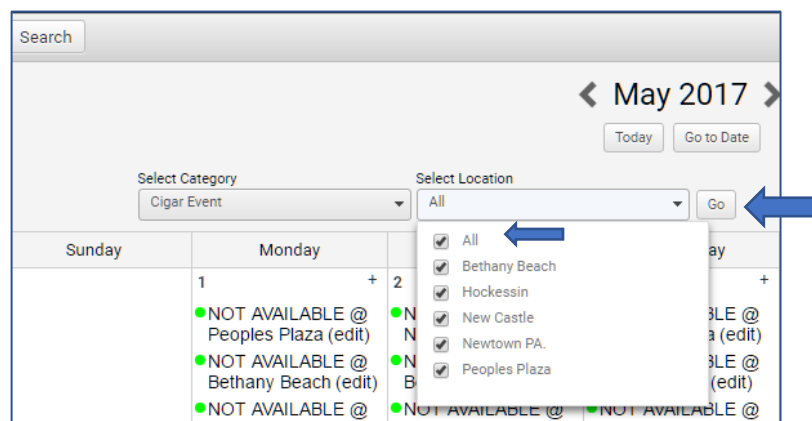 Search
May 2017
Today Go to Date
Select Category Select Location
Cigar Event All Go
All
Bethany Beach
Hockessin
New Castle
Newtown PA.
Peoples Plaza
Sunday Monday ay
1 + 2 +
NOT AVAILABLE @ N BLE @
Peoples Plaza (edit) N a (edit)
NOT AVAILABLE @ N BLE @
Bethany Beach (edit) B (edit)
NOT AVAILABLE @ NOT AVAILABLE @ NOT AVAILABLE @